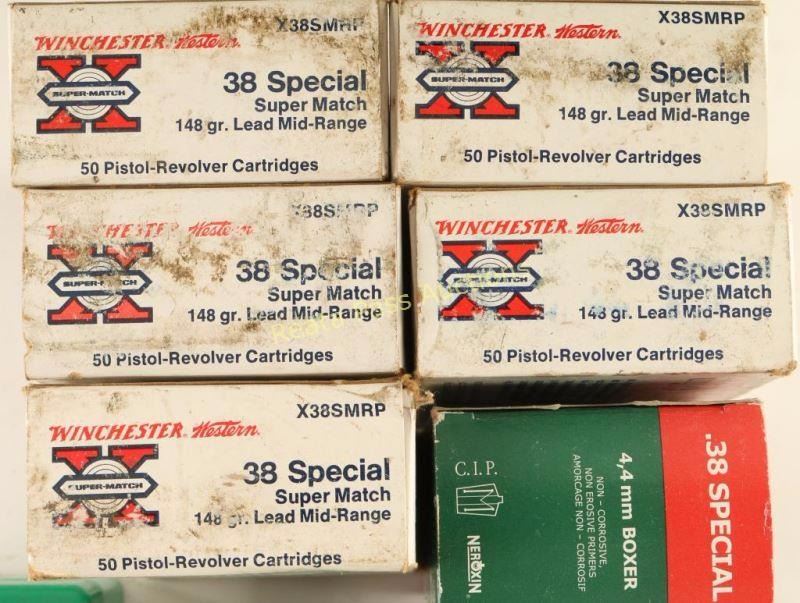 X38SMRP
WINCHESTER Western
38 Special
SUPER-MATCH
Super Match
148 gr. Lead Mid-Range
50 Pistol-Revolver Cartridges
X38SMRP
WINCHESTER Western
38 Special
SUPER-MATCH
Super Match
148 gr. Lead Mid-Range
50 Pistol-Revolver Cartridges
X38SMRP
WINCHESTER Western
38 Special
SUPER-MATCH
Super Match
148 gr. Lead Mid-Range
50 Pistol-Revolver Cartridges
X38SMRP
WINCHESTER Western
38 Special
SUPER-MATCH
Super Match
148 gr. Lead Mid-Range
50 Pistol-Revolver Cartridges
X38SMRP
WINCHESTER Western
38 Special
SUPER-MATCH
Super Match
148 gr. Lead Mid-Range
50 Pistol-Revolver Cartridges
.38 SPECIAL
4,4 mm BOXER
NON - CORROSIVE,
NON EROSIVE PRIMERS
AMORCAGE NON - CORROSIF
C.I.P.
NEROXIN